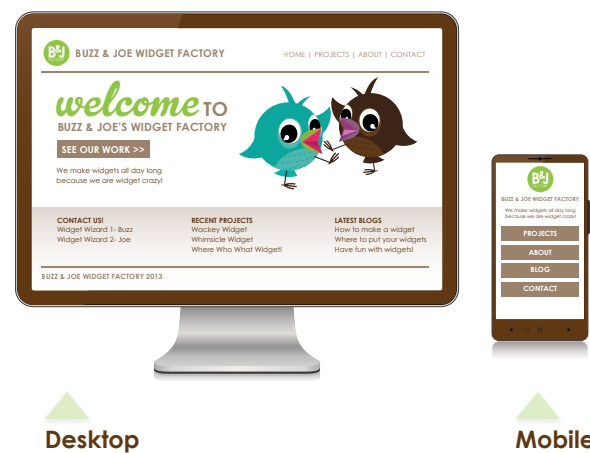 B&J
FACTORY
BUZZ & JOE WIDGET FACTORY
HOME | PROJECTS | ABOUT | CONTACT
welcome TO
BUZZ & JOE'S WIDGET FACTORY
SEE OUR WORK >>
We make widgets all day long
because we are widget crazy!
CONTACT US!
Widget Wizard 1- Buzz
Widget Wizard 2- Joe
RECENT PROJECTS
Wackey Widget
Whimsicle Widget
Where Who What Widget!
LATEST BLOGS
How to make a widget
Where to put your widgets
Have fun with widgets!
BUZZ & JOE WIDGET FACTORY 2013
B&J
FACTORY
BUZZ & JOE WIDGET FACTORY
We make widgets all day long
because we are widget crazy!
PROJECTS
ABOUT
BLOG
CONTACT
Desktop
Mobile